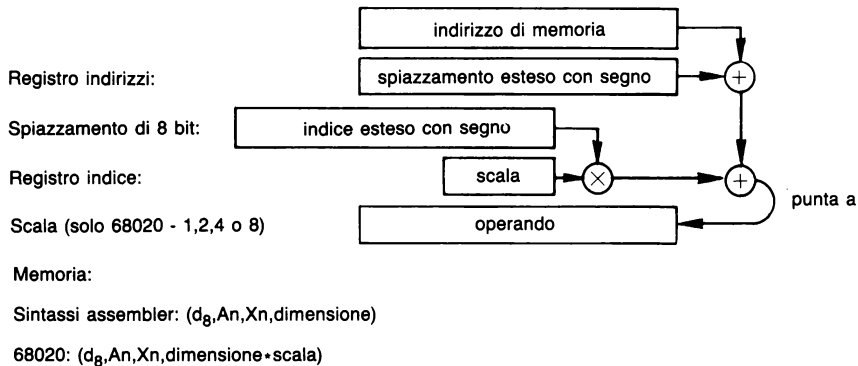 indirizzo di memoria
Registro indirizzi:
spiazzamento esteso con segno
+
Spiazzamento di 8 bit:
indice esteso con segno
Registro indice:
scala
×
+
punta a
Scala (solo 68020 - 1,2,4 o 8)
operando
Memoria:
Sintassi assembler: (d8,An,Xn,dimensione)
68020: (d8,An,Xn,dimensione*scala)